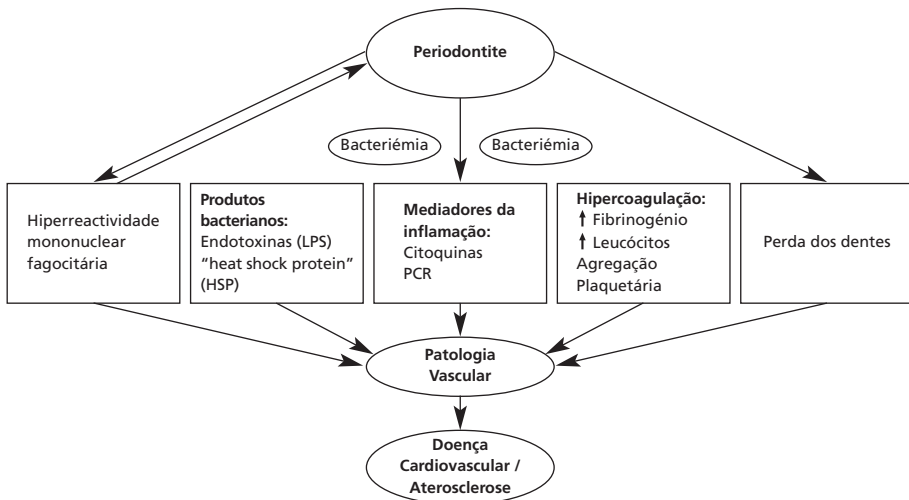 Periodontite
Bacteriémia
Bacteriémia
Hiperreactividade
mononuclear
fagocitária
Produtos
bacterianos:
Endotoxinas (LPS)
“heat shock protein”
(HSP)
Mediadores da
inflamação:
Citoquinas
PCR
Hipercoagulação:
↑ Fibrinogénio
↑ Leucócitos
Agregação
Plaquetária
Perda dos dentes
Patologia
Vascular
Doença
Cardiovascular /
Aterosclerose